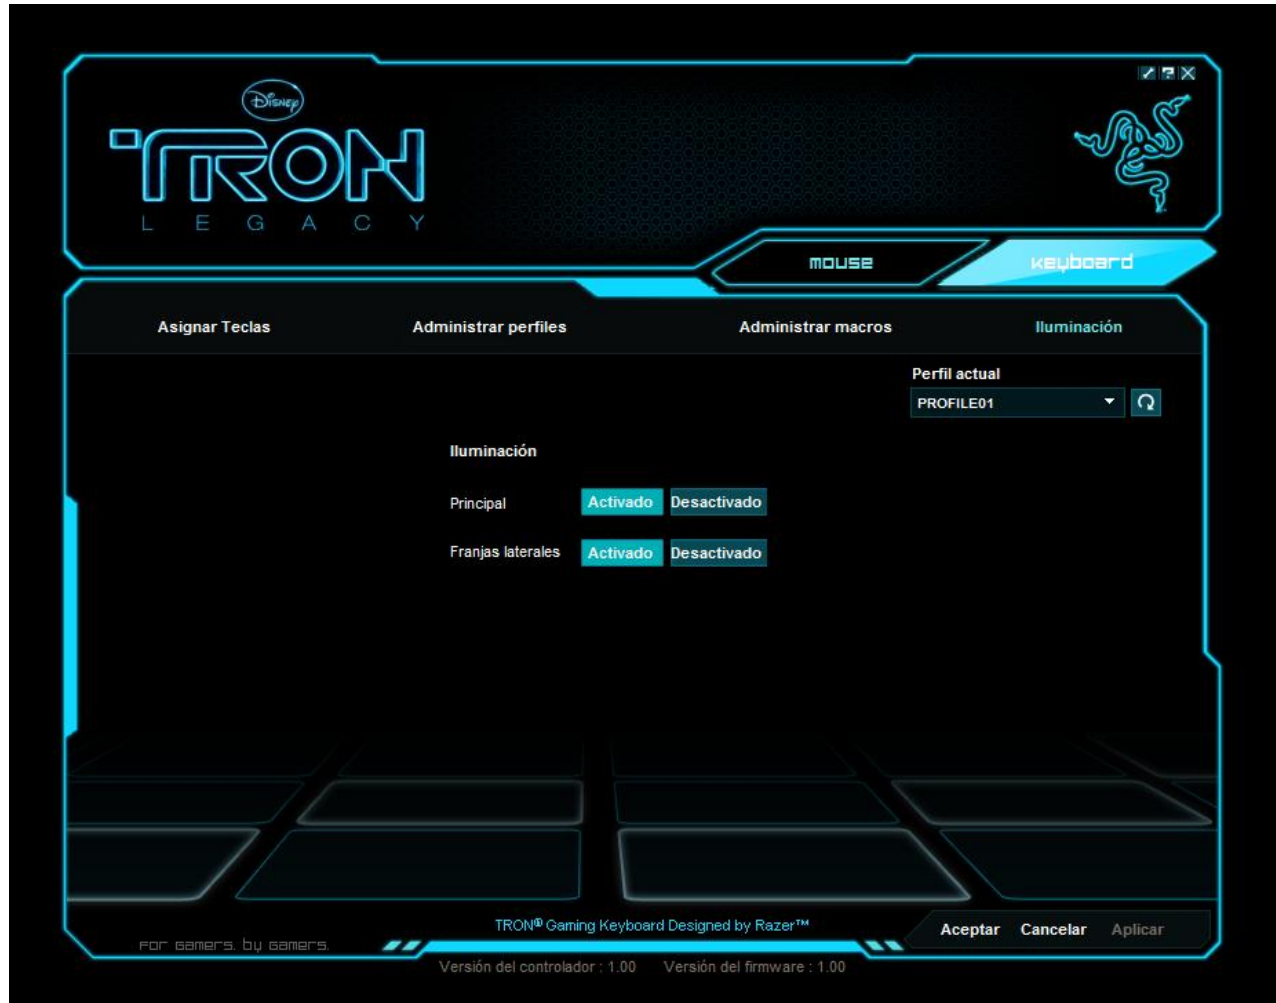 Disney
TRON
LEGACY
mouse
keyboard
Asignar Teclas
Administrar perfiles
Administrar macros
Iluminación
Perfil actual
PROFILE01
Iluminación
Principal
Activado
Desactivado
Franjas laterales
Activado
Desactivado
TRON® Gaming Keyboard Designed by Razer™
Aceptar
Cancelar
Aplicar
For gamers. by gamers.
Versión del controlador : 1.00
Versión del firmware : 1.00